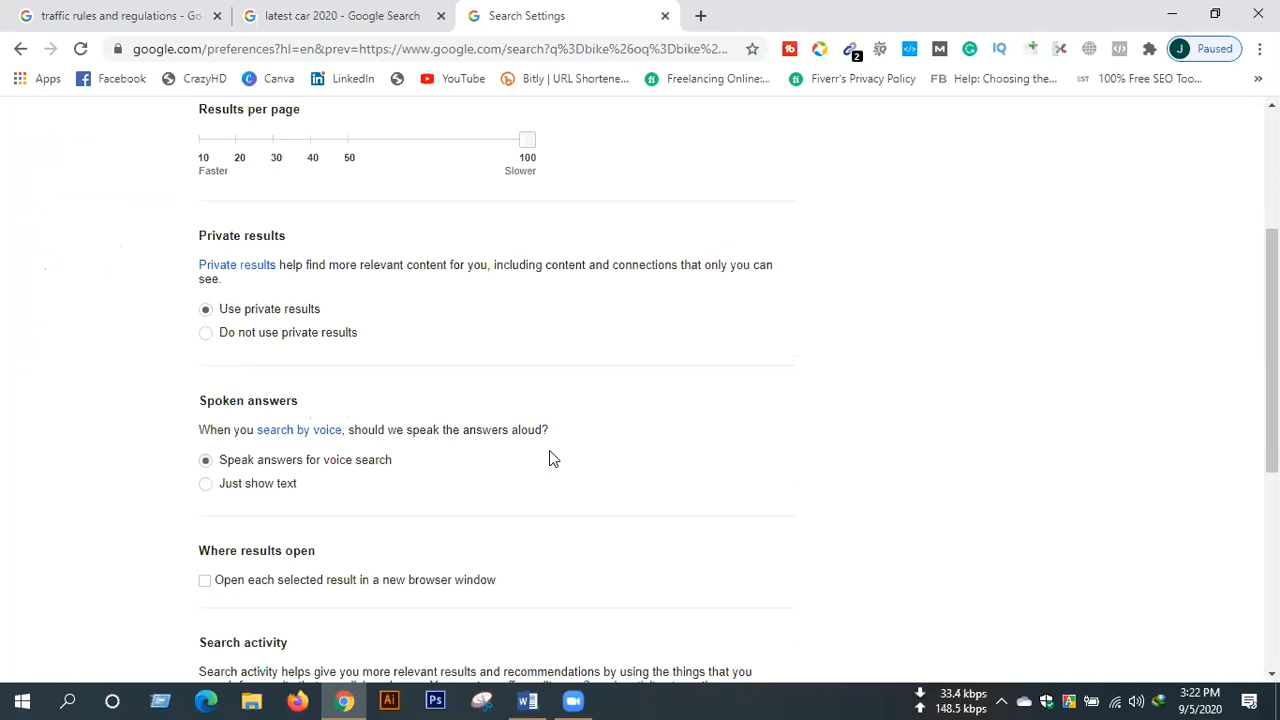 traffic rules and regulations - Go
latest car 2020 - Google Search
Search Settings
google.com/preferences?hl=en&prev=https://www.google.com/search?q%3Dbike%26oq%3Dbike%2...
2
J Paused
Apps
Facebook
CrazyHD
Canva
LinkedIn
YouTube
Bitly | URL Shortene...
Freelancing Online:...
Fiverr's Privacy Policy
FB Help: Choosing the...
SST 100% Free SEO Too...
»
Results per page
10 20 30 40 50 100
Faster Slower
Private results
Private results help find more relevant content for you, including content and connections that only you can
see.
Use private results
Do not use private results
Spoken answers
When you search by voice, should we speak the answers aloud?
Speak answers for voice search
Just show text
Where results open
Open each selected result in a new browser window
Search activity
Search activity helps give you more relevant results and recommendations by using the things that you
33.4 kbps
148.5 kbps
3:22 PM
9/5/2020